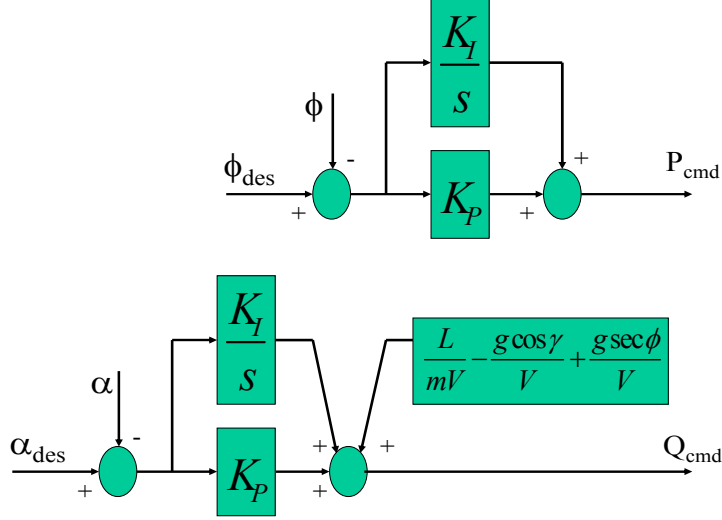 K_I
s
φ
-
+
P_cmd
φ_des
+
K_P
+
K_I
s
L/mV - g cos γ/V + g sec φ/V
α
-
+
+
Q_cmd
α_des
+
K_P
+